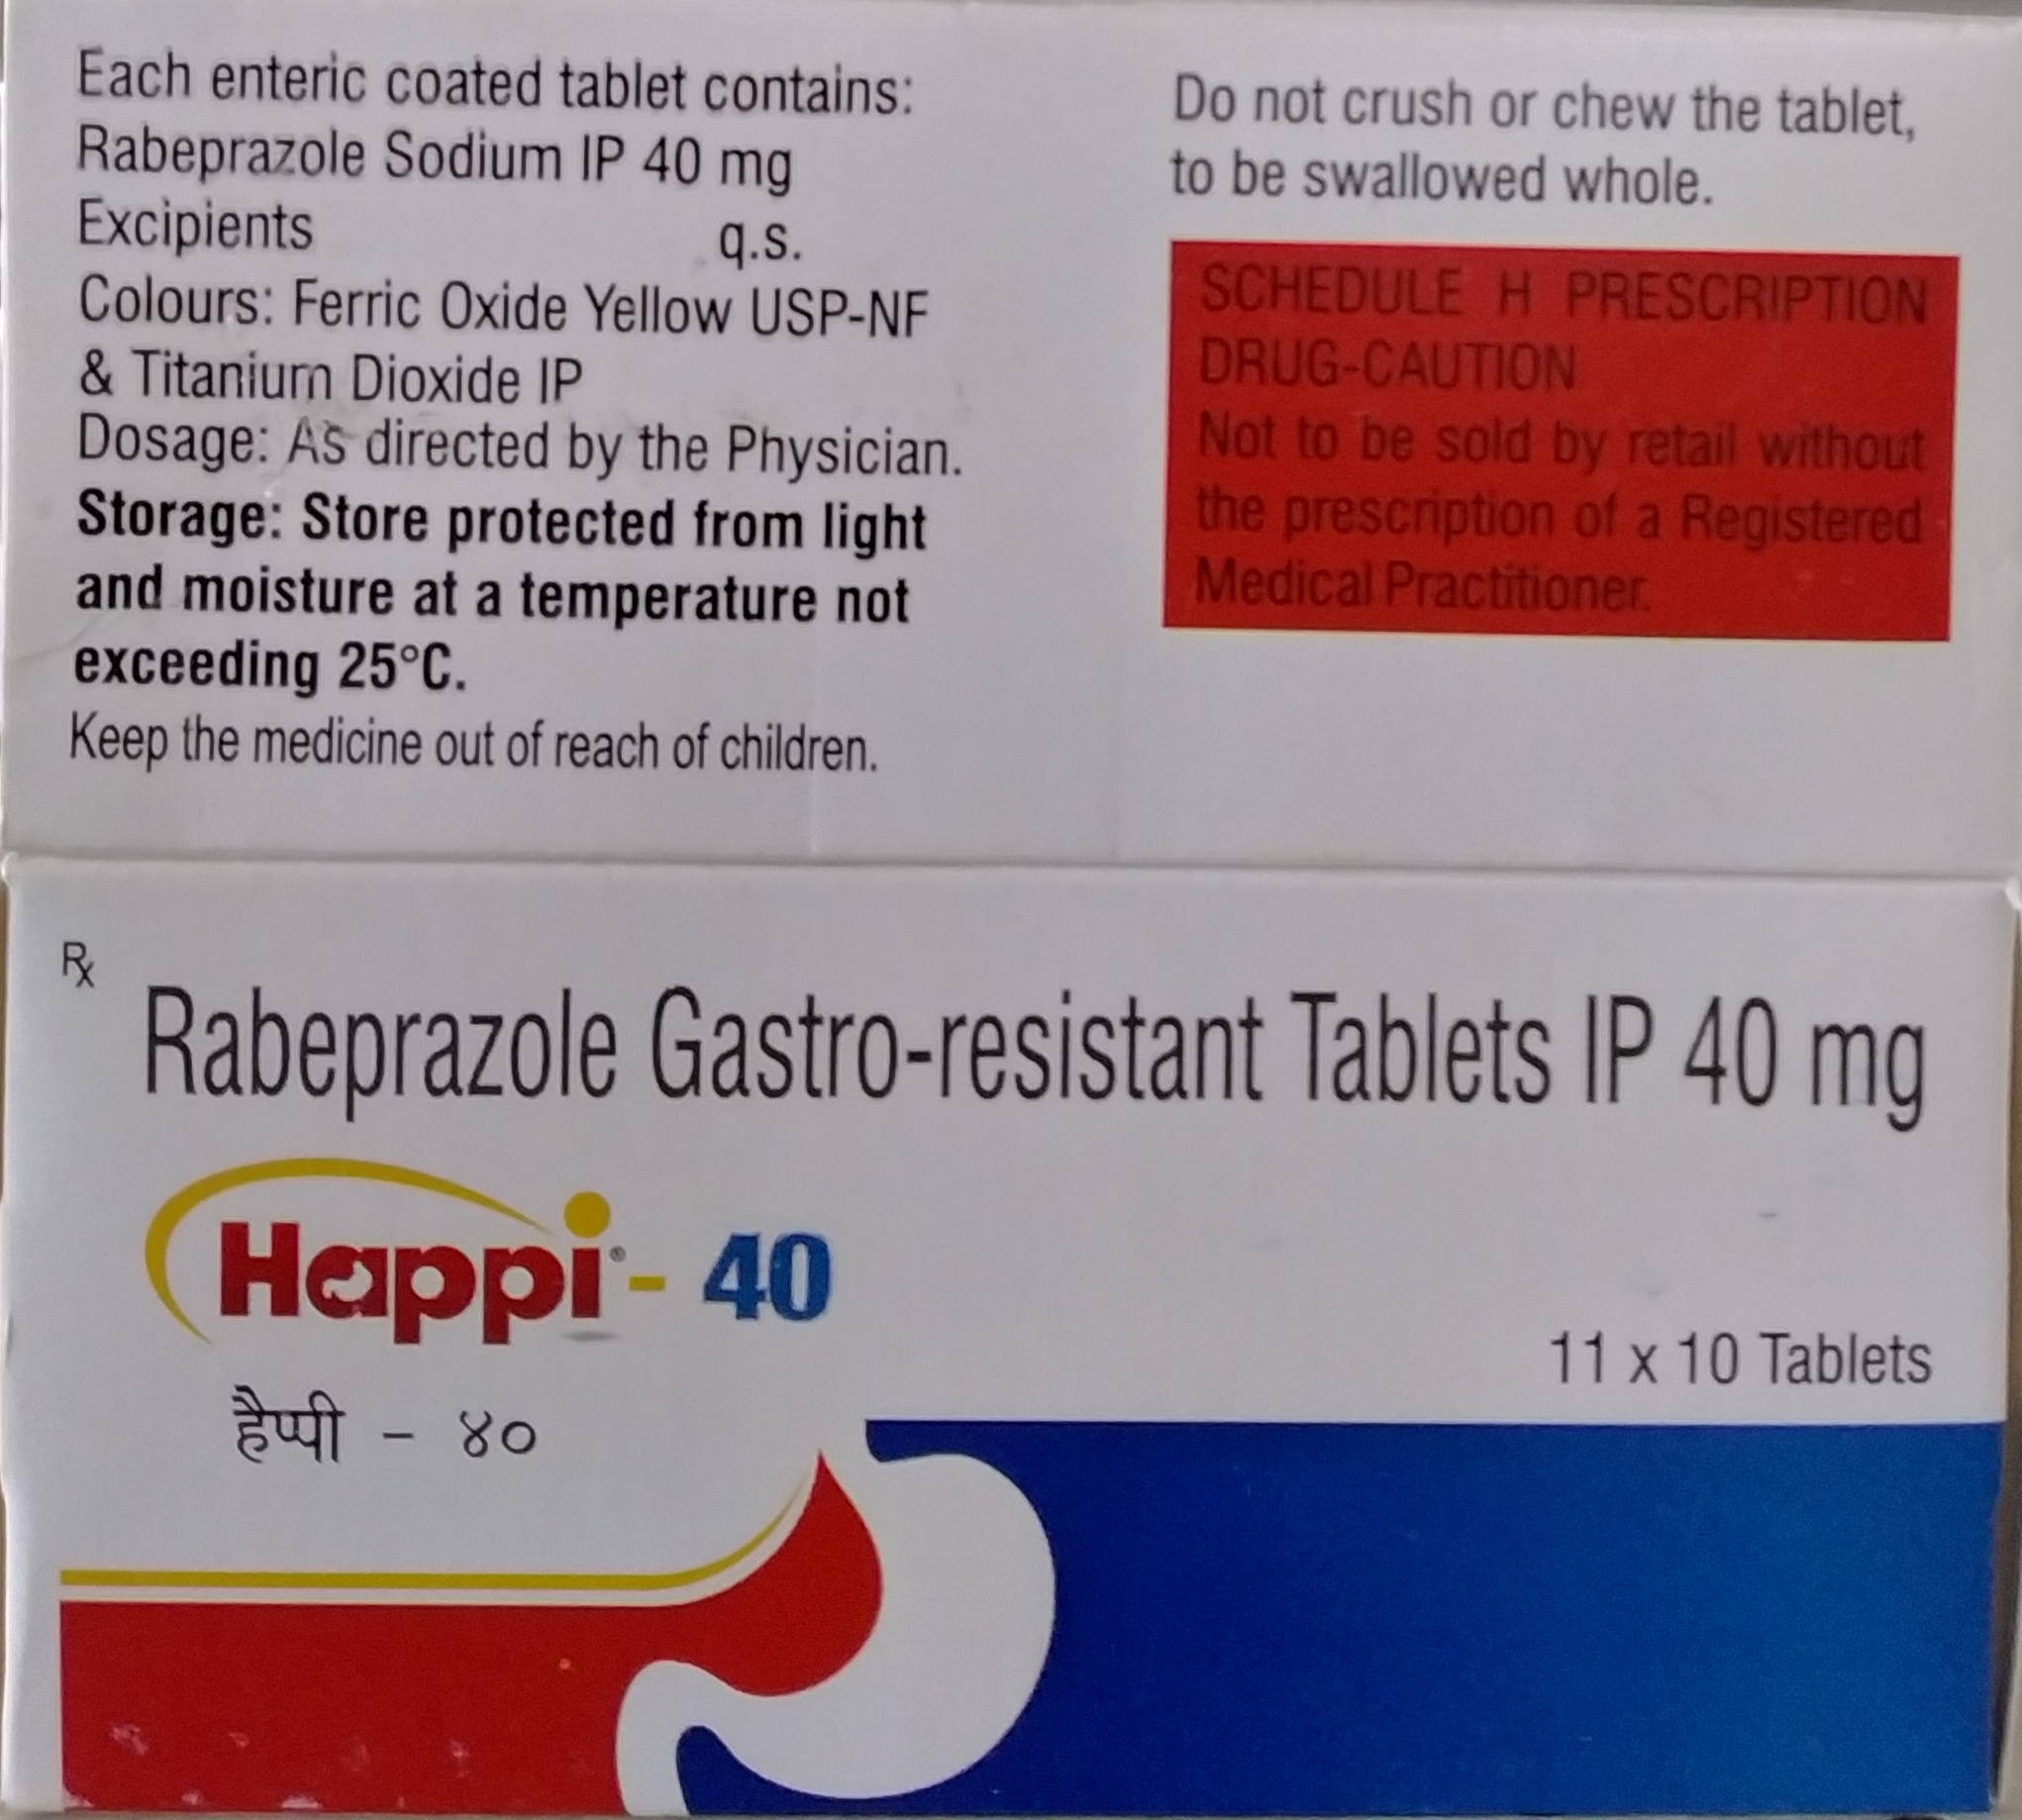 Each enteric coated tablet contains:
Rabeprazole Sodium IP 40 mg
Excipients q.s.
Colours: Ferric Oxide Yellow USP-NF
& Titanium Dioxide IP
Dosage: As directed by the Physician.
Storage: Store protected from light
and moisture at a temperature not
exceeding 25°C.
Keep the medicine out of reach of children.
Do not crush or chew the tablet,
to be swallowed whole.
SCHEDULE H PRESCRIPTION
DRUG-CAUTION
Not to be sold by retail without
the prescription of a Registered
Medical Practitioner.
Rx
Rabeprazole Gastro-resistant Tablets IP 40 mg
Happi®- 40
हैप्पी - ४०
11 x 10 Tablets